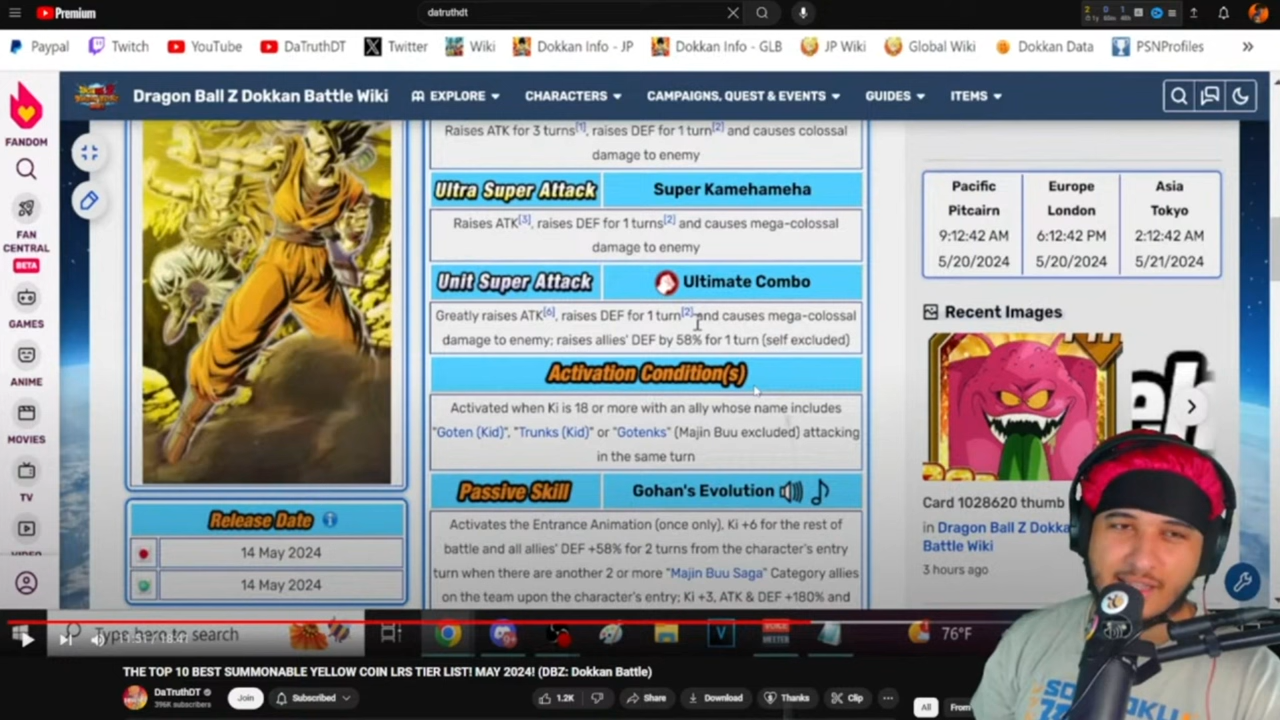 Premium
datruthdt
Paypal
Twitch
YouTube
DaTruthDT
Twitter
Wiki
Dokkan Info - JP
Dokkan Info - GLB
JP Wiki
Global Wiki
Dokkan Data
PSNProfiles
FANDOM
FAN
CENTRAL
BETA
GAMES
ANIME
MOVIES
TV
VIDEO
Dragon Ball Z Dokkan Battle Wiki
EXPLORE
CHARACTERS
CAMPAIGNS, QUEST & EVENTS
GUIDES
ITEMS
Release Date
14 May 2024
14 May 2024
Raises ATK for 3 turns[1], raises DEF for 1 turn[2] and causes colossal
damage to enemy
Ultra Super Attack
Super Kamehameha
Raises ATK[3], raises DEF for 1 turns[2] and causes mega-colossal
damage to enemy
Unit Super Attack
Ultimate Combo
Greatly raises ATK[6], raises DEF for 1 turn[2] and causes mega-colossal
damage to enemy; raises allies' DEF by 58% for 1 turn (self excluded)
Activation Condition(s)
Activated when Ki is 18 or more with an ally whose name includes
"Goten (Kid)", "Trunks (Kid)" or "Gotenks" (Majin Buu excluded) attacking
in the same turn
Passive Skill
Gohan's Evolution
Activates the Entrance Animation (once only), Ki +6 for the rest of
battle and all allies' DEF +58% for 2 turns from the character's entry
turn when there are another 2 or more "Majin Buu Saga" Category allies
on the team upon the character's entry; Ki +3, ATK & DEF +180% and
Pacific
Pitcairn
9:12:42 AM
5/20/2024
Europe
London
6:12:42 PM
5/20/2024
Asia
Tokyo
2:12:42 AM
5/21/2024
Recent Images
Card 1028620 thumb
in Dragon Ball Z Dokka
Battle Wiki
3 hours ago
Type here to search
76°F
THE TOP 10 BEST SUMMONABLE YELLOW COIN LRS TIER LIST! MAY 2024! (DBZ: Dokkan Battle)
DaTruthDT
396K subscribers
Join
Subscribed
1.2K
Share
Download
Thanks
Clip
All
From